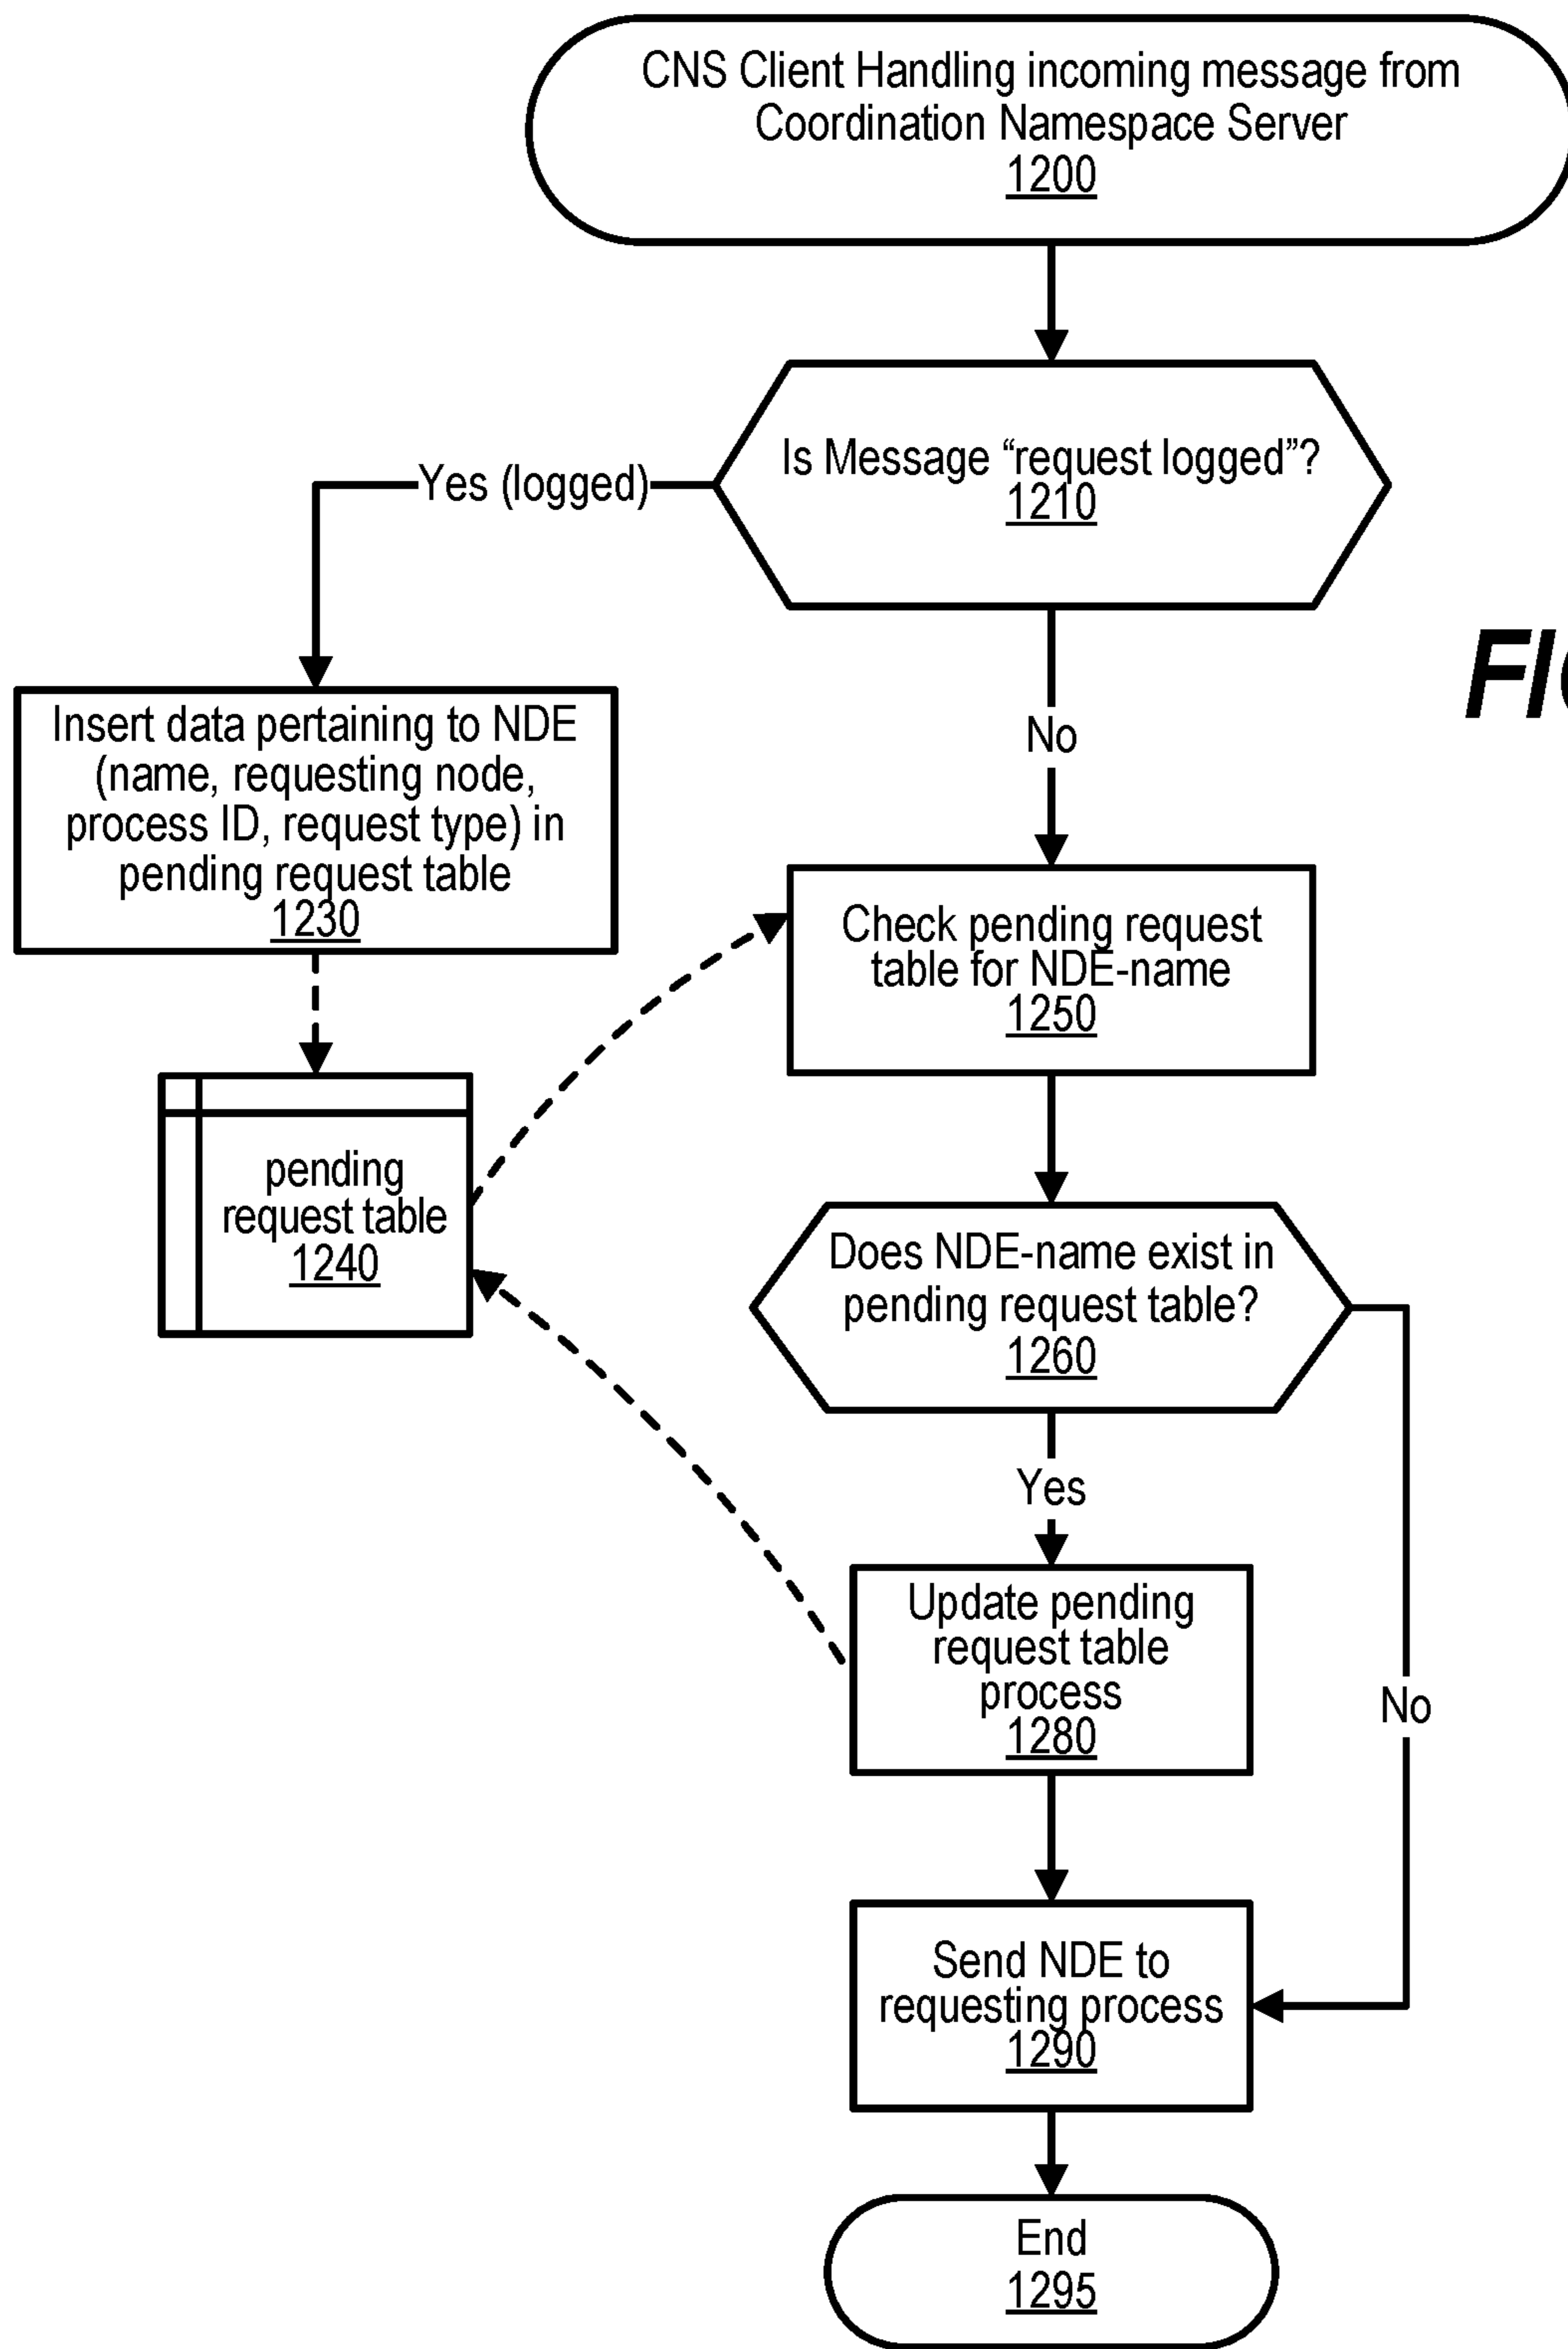 CNS Client Handling incoming message from
Coordination Namespace Server
1200
Is Message “request logged”?
1210
Yes (logged)
No
Insert data pertaining to NDE
(name, requesting node,
process ID, request type) in
pending request table
1230
Check pending request
table for NDE-name
1250
pending
request table
1240
Does NDE-name exist in
pending request table?
1260
Yes
No
Update pending
request table
process
1280
Send NDE to
requesting process
1290
End
1295